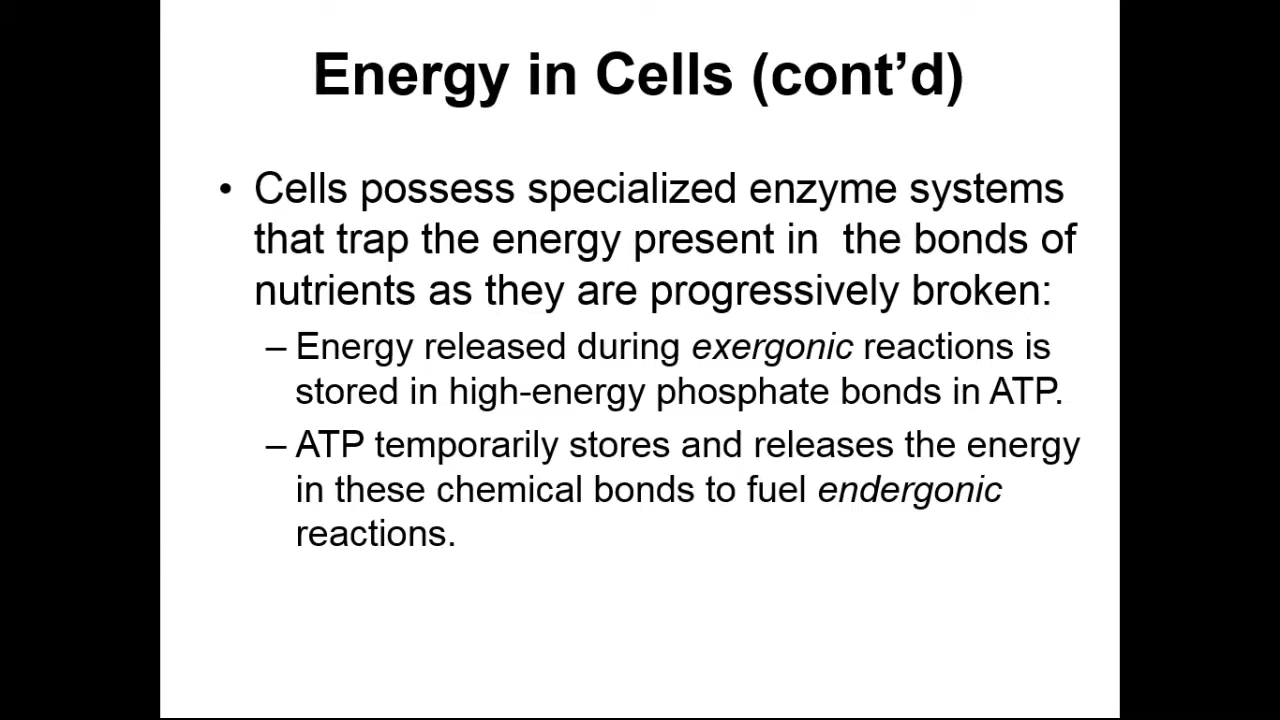 Energy in Cells (cont’d)
• Cells possess specialized enzyme systems
that trap the energy present in  the bonds of
nutrients as they are progressively broken:
– Energy released during exergonic reactions is
stored in high-energy phosphate bonds in ATP.
– ATP temporarily stores and releases the energy
in these chemical bonds to fuel endergonic
reactions.